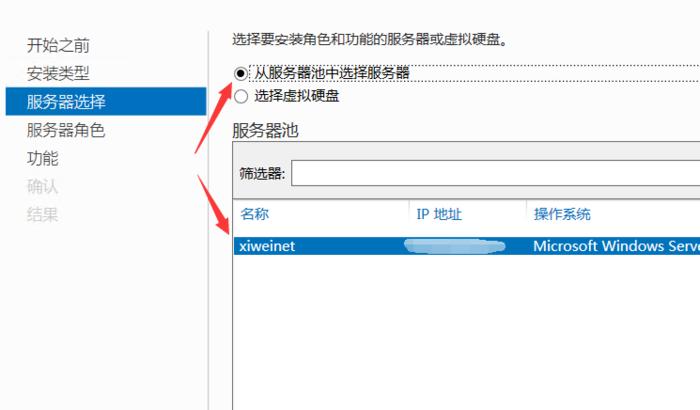 选择要安装角色和功能的服务器或虚拟硬盘。
开始之前
安装类型
服务器选择
服务器角色
功能
确认
结果
从服务器池中选择服务器
选择虚拟硬盘
服务器池
筛选器:
名称 IP 地址 操作系统
xiweinet Microsoft Windows Serve